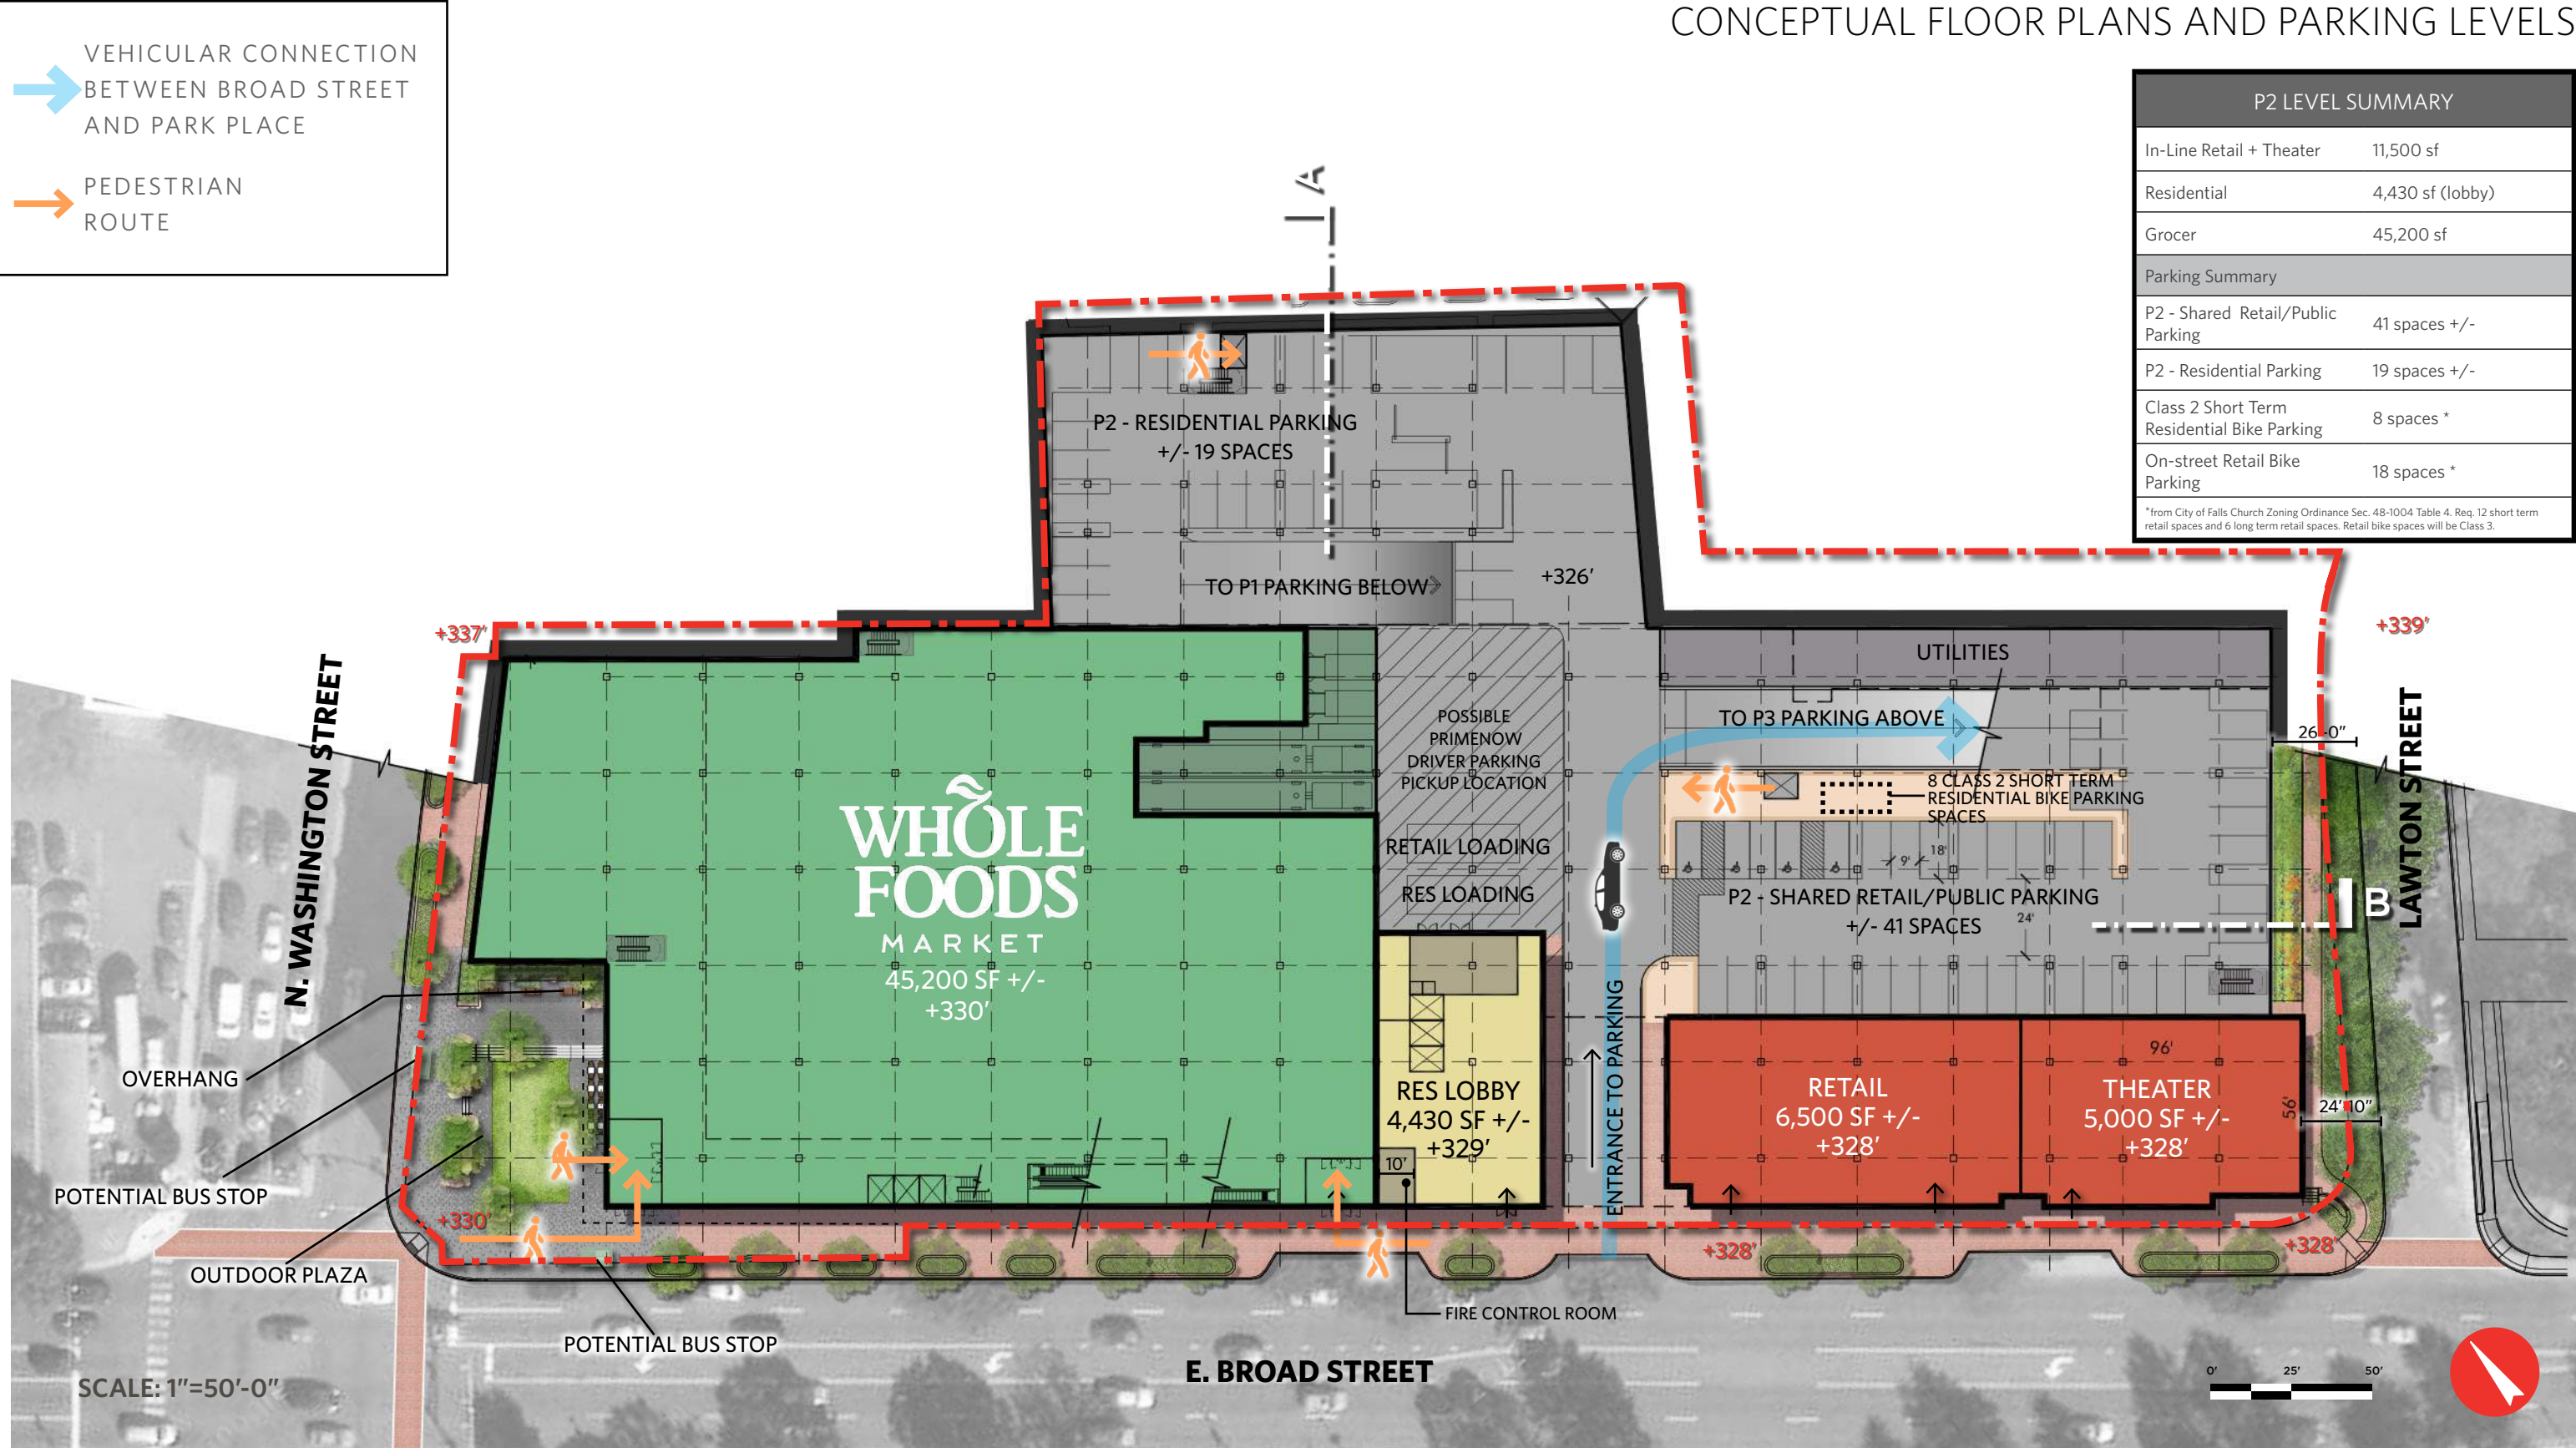 CONCEPTUAL FLOOR PLANS AND PARKING LEVELS
VEHICULAR CONNECTION
BETWEEN BROAD STREET
AND PARK PLACE
PEDESTRIAN
ROUTE
P2 LEVEL SUMMARY
In-Line Retail + Theater 11,500 sf
Residential 4,430 sf (lobby)
Grocer 45,200 sf
Parking Summary
P2 - Shared Retail/Public
Parking
41 spaces +/-
P2 - Residential Parking 19 spaces +/-
Class 2 Short Term
Residential Bike Parking
8 spaces *
On-street Retail Bike
Parking
18 spaces *
*from City of Falls Church Zoning Ordinance Sec. 48-1004 Table 4. Req. 12 short term
retail spaces and 6 long term retail spaces. Retail bike spaces will be Class 3.
A
P2 - RESIDENTIAL PARKING
+/- 19 SPACES
TO P1 PARKING BELOW
+326'
+337'
+339'
N. WASHINGTON STREET
LAWTON STREET
UTILITIES
TO P3 PARKING ABOVE
26'-0"
POSSIBLE
PRIMENOW
DRIVER PARKING
PICKUP LOCATION
8 CLASS 2 SHORT TERM
RESIDENTIAL BIKE PARKING
SPACES
WHOLE
FOODS
MARKET
45,200 SF +/-
+330'
RETAIL LOADING
RES LOADING
9'
18'
P2 - SHARED RETAIL/PUBLIC PARKING
+/- 41 SPACES
24'
B
ENTRANCE TO PARKING
OVERHANG
RES LOBBY
4,430 SF +/-
+329'
10'
RETAIL
6,500 SF +/-
+328'
96'
THEATER
5,000 SF +/-
+328'
56'
24'-10"
POTENTIAL BUS STOP
+330'
OUTDOOR PLAZA
+328'
+328'
FIRE CONTROL ROOM
POTENTIAL BUS STOP
E. BROAD STREET
SCALE: 1"=50'-0"
0' 25' 50'